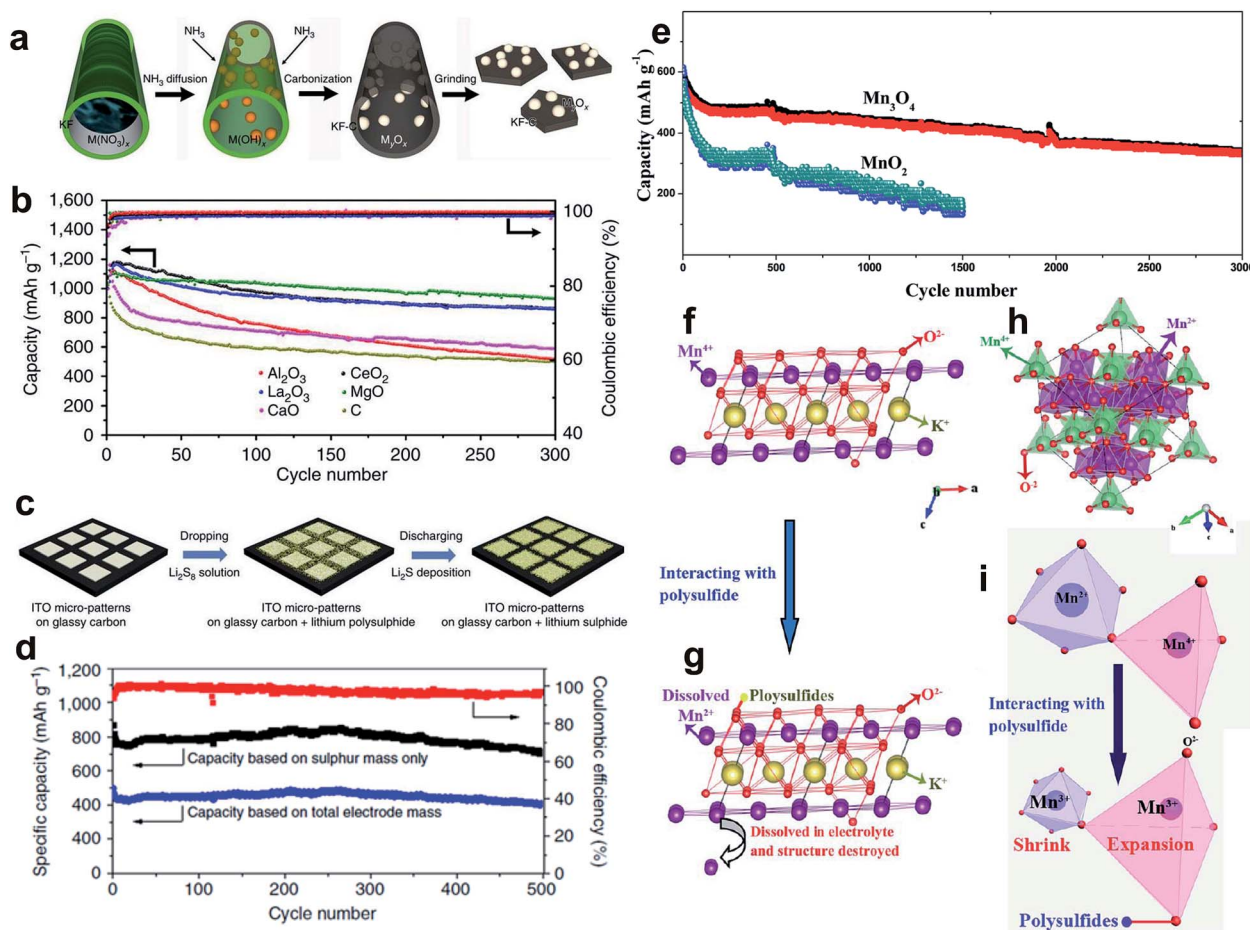 a
NH3
NH3
NH3 diffusion
Carbonization
Grinding
KF
M(NO3)x
M(OH)x
KF-C
MyOx
KF-C
MyOx
b
1,600
1,400
1,200
1,000
800
600
400
200
0
Capacity (mAh g⁻¹)
100
80
60
40
Coulombic efficiency (%)
Al2O3
CeO2
La2O3
MgO
CaO
C
0
50
100
150
200
250
300
Cycle number
c
Dropping
Li2S8 solution
Discharging
Li2S deposition
ITO micro-patterns
on glassy carbon
ITO micro-patterns
on glassy carbon + lithium polysulphide
ITO micro-patterns
on glassy carbon + lithium sulphide
d
1,200
1,000
800
600
400
200
0
Specific capacity (mAh g⁻¹)
120
100
80
60
40
20
0
Coulombic efficiency (%)
Capacity based on sulphur mass only
Capacity based on total electrode mass
0
100
200
300
400
500
Cycle number
e
0
500
1000
1500
2000
2500
3000
600
400
200
Capacity (mAh g⁻¹)
Mn3O4
MnO2
0
500
1000
1500
2000
2500
3000
Cycle number
f
Mn⁴⁺
O²⁻
K⁺
b
a
c
Interacting with
polysulfide
g
Dissolved
Mn²⁺
Ploysulfides
O²⁻
K⁺
Dissolved in electrolyte
and structure destroyed
h
Mn⁴⁺
Mn²⁺
O⁻²
b
c
a
i
Mn²⁺
Mn⁴⁺
Interacting with
polysulfide
O²⁻
Mn³⁺
Mn³⁺
Shrink
Expansion
Polysulfides